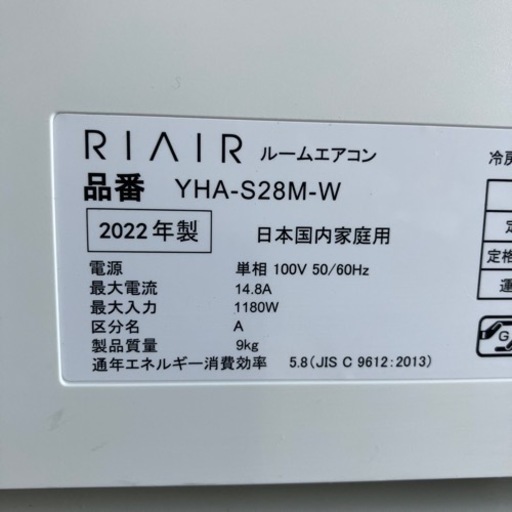 RIAIR ルームエアコン
品番 YHA-S28M-W
2022年製 日本国内家庭用
電源 単相 100V 50/60Hz
最大電流 14.8A
最大入力 1180W
区分名 A
製品質量 9kg
通年エネルギー消費効率 5.8(JIS C 9612:2013)
冷房
定
定格
運
G